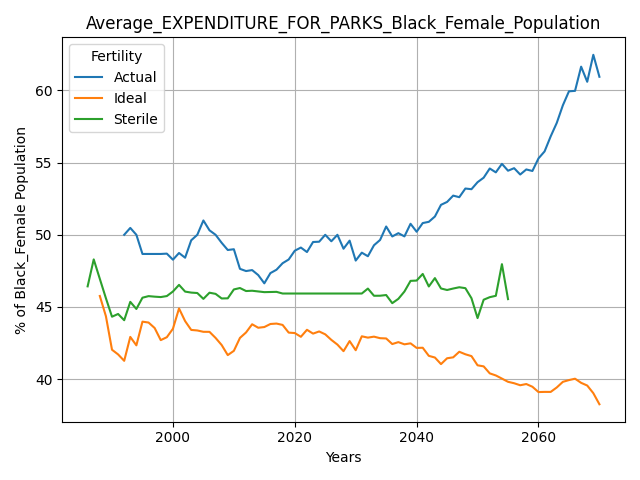 Average_EXPENDITURE_FOR_PARKS_Black_Female_Population
Fertility
Actual
Ideal
Sterile
% of Black_Female Population
60
55
50
45
40
2000
2020
2040
2060
Years